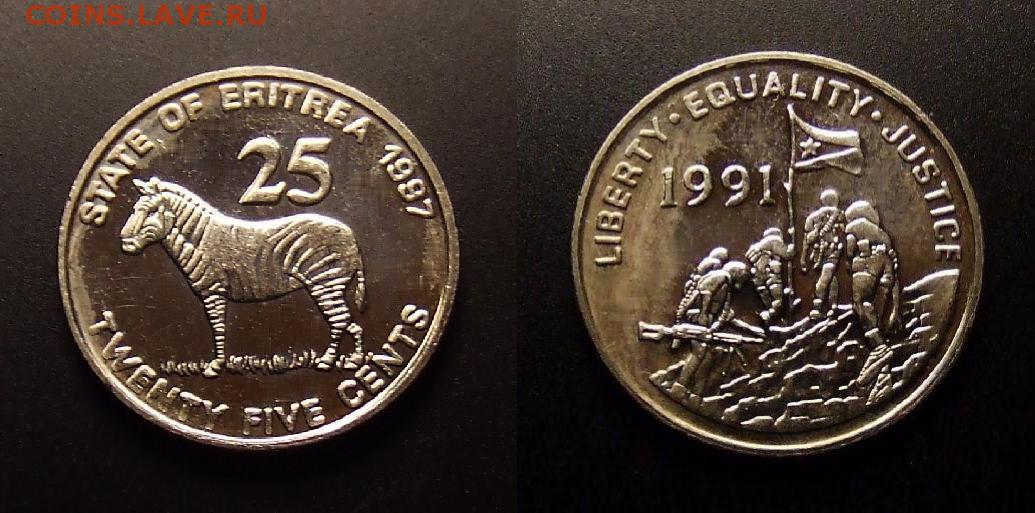 COINS.LAVE.RU
STATE OF ERITREA 1997
25
TWENTY FIVE CENTS
LIBERTY · EQUALITY · JUSTICE
1991